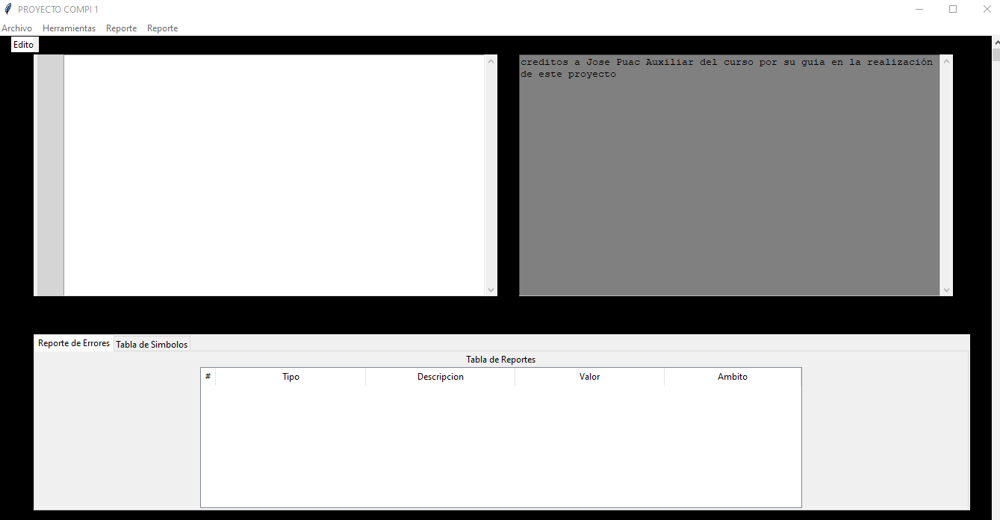 PROYECTO COMPI 1
Archivo Herramientas Reporte Reporte
Edito
creditos a Jose Puac Auxiliar del curso por su guia en la realización
de este proyecto
Reporte de Errores Tabla de Simbolos
Tabla de Reportes
# Tipo Descripcion Valor Ambito